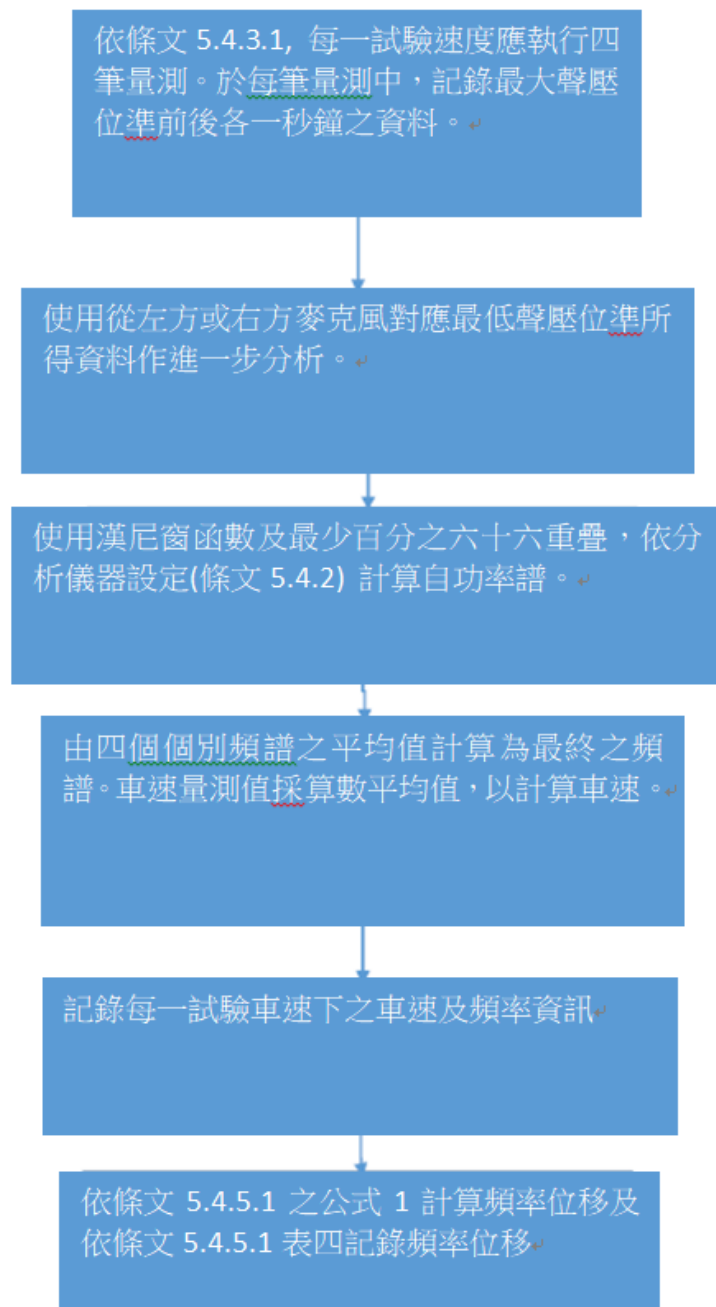 依條文 5.4.3.1, 每一試驗速度應執行四
筆量測。於每筆量測中，記錄最大聲壓
位準前後各一秒鐘之資料。
使用從左方或右方麥克風對應最低聲壓位準所
得資料作進一步分析。
使用漢尼窗函數及最少百分之六十六重疊，依分
析儀器設定(條文 5.4.2) 計算自功率譜。
由四個個別頻譜之平均值計算為最終之頻
譜。車速量測值採算數平均值，以計算車速。
記錄每一試驗車速下之車速及頻率資訊
依條文 5.4.5.1 之公式 1 計算頻率位移及
依條文 5.4.5.1 表四記錄頻率位移